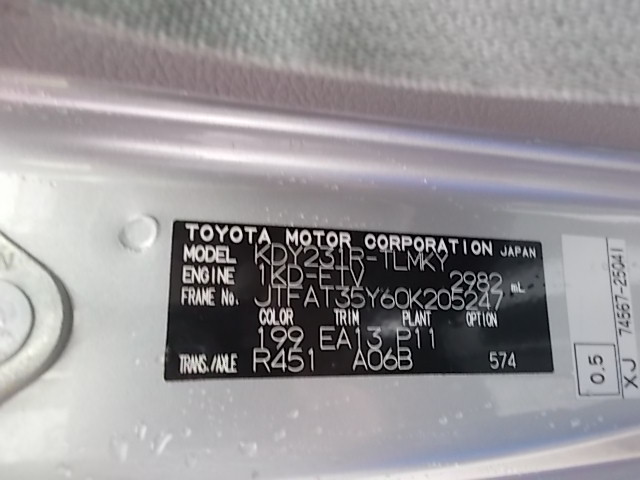 TOYOTA MOTOR CORPORATION JAPAN
MODEL KDY231R-TLMKY
ENGINE 1KD-FTV 2982 mL
FRAME No. JTFAT35Y60K205247
COLOR TRIM PLANT OPTION
199 EA13 P11
TRANS./AXLE R451 A06B 574
0.5
XJ 74567-25041